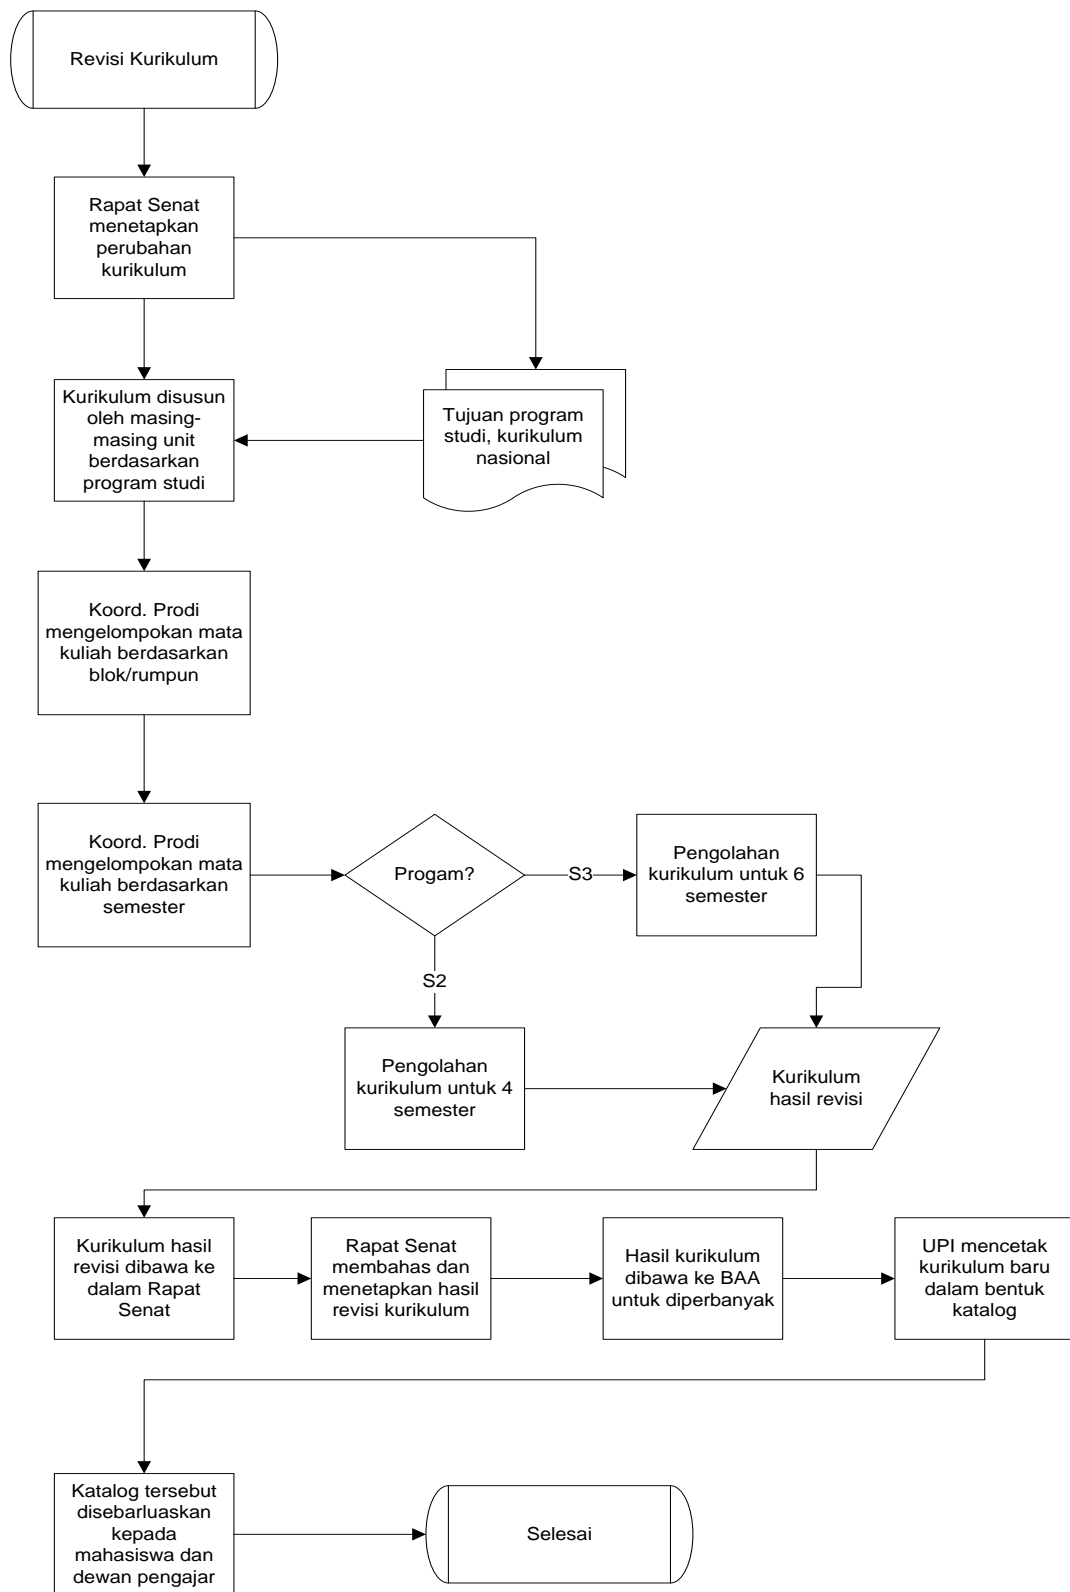 Revisi Kurikulum
Rapat Senat
menetapkan
perubahan
kurikulum
Kurikulum disusun
oleh masing-
masing unit
berdasarkan
program studi
Tujuan program
studi, kurikulum
nasional
Koord. Prodi
mengelompokan mata
kuliah berdasarkan
blok/rumpun
Koord. Prodi
mengelompokan mata
kuliah berdasarkan
semester
Progam?
S3
Pengolahan
kurikulum untuk 6
semester
S2
Pengolahan
kurikulum untuk 4
semester
Kurikulum
hasil revisi
Kurikulum hasil
revisi dibawa ke
dalam Rapat
Senat
Rapat Senat
membahas dan
menetapkan hasil
revisi kurikulum
Hasil kurikulum
dibawa ke BAA
untuk diperbanyak
UPI mencetak
kurikulum baru
dalam bentuk
katalog
Katalog tersebut
disebarluaskan
kepada
mahasiswa dan
dewan pengajar
Selesai